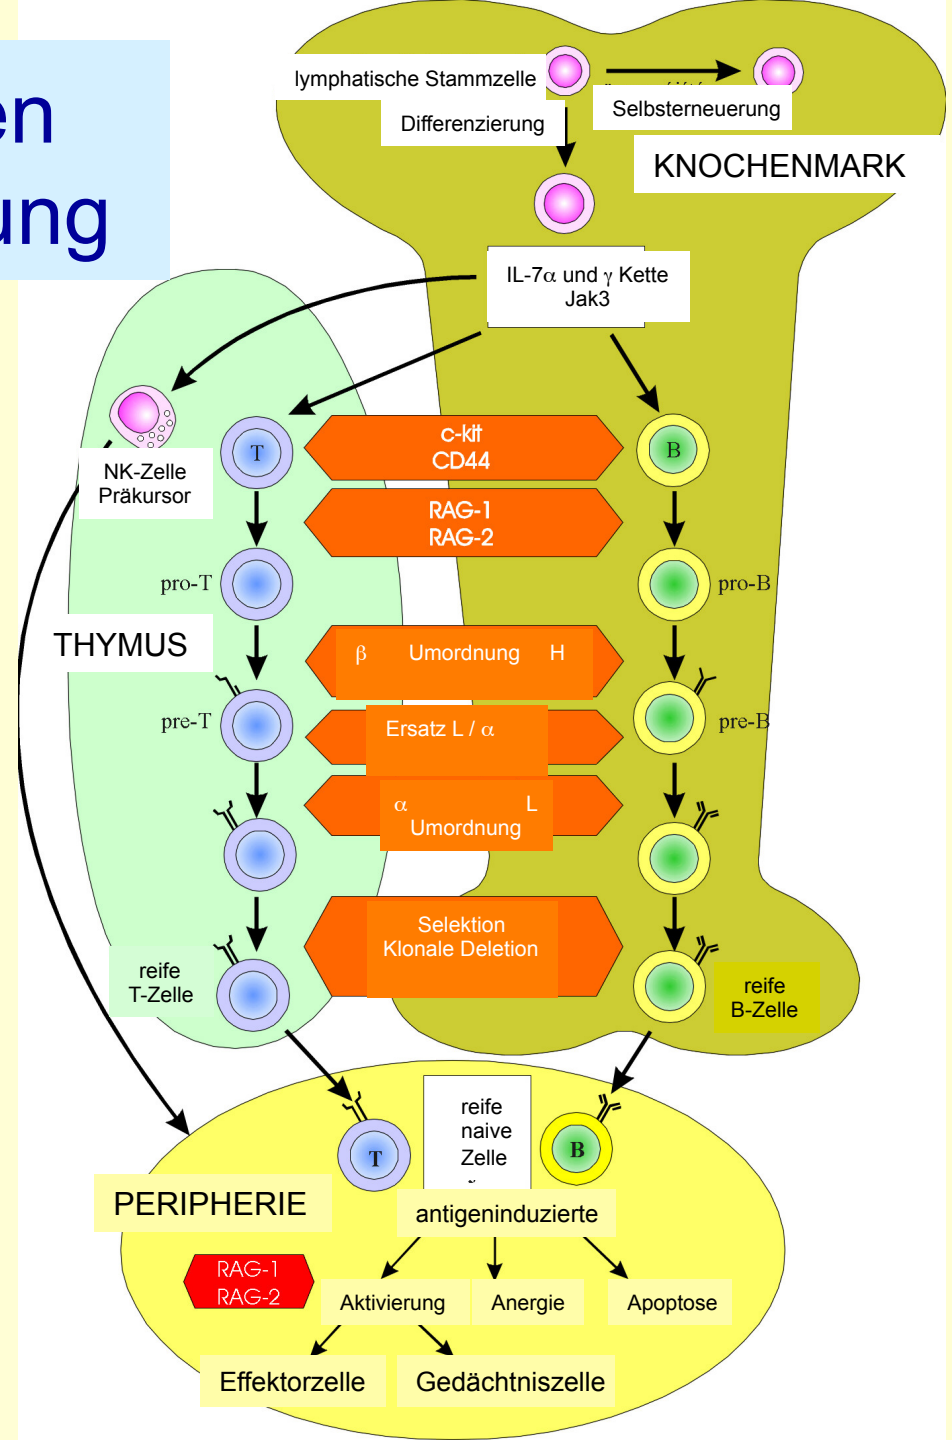 en
ung
lymphatische Stammzelle
Selbsterneuerung
Differenzierung
KNOCHENMARK
IL-7α und γ Kette
Jak3
NK-Zelle
Präkursor
T
c-kit
CD44
B
RAG-1
RAG-2
pro-T
pro-B
THYMUS
β Umordnung H
pre-T
pre-B
Ersatz L / α
α L
Umordnung
Selektion
Klonale Deletion
reife
T-Zelle
reife
B-Zelle
reife
naive
Zelle
T
B
PERIPHERIE
antigeninduzierte
RAG-1
RAG-2
Aktivierung
Anergie
Apoptose
Effektorzelle
Gedächtniszelle